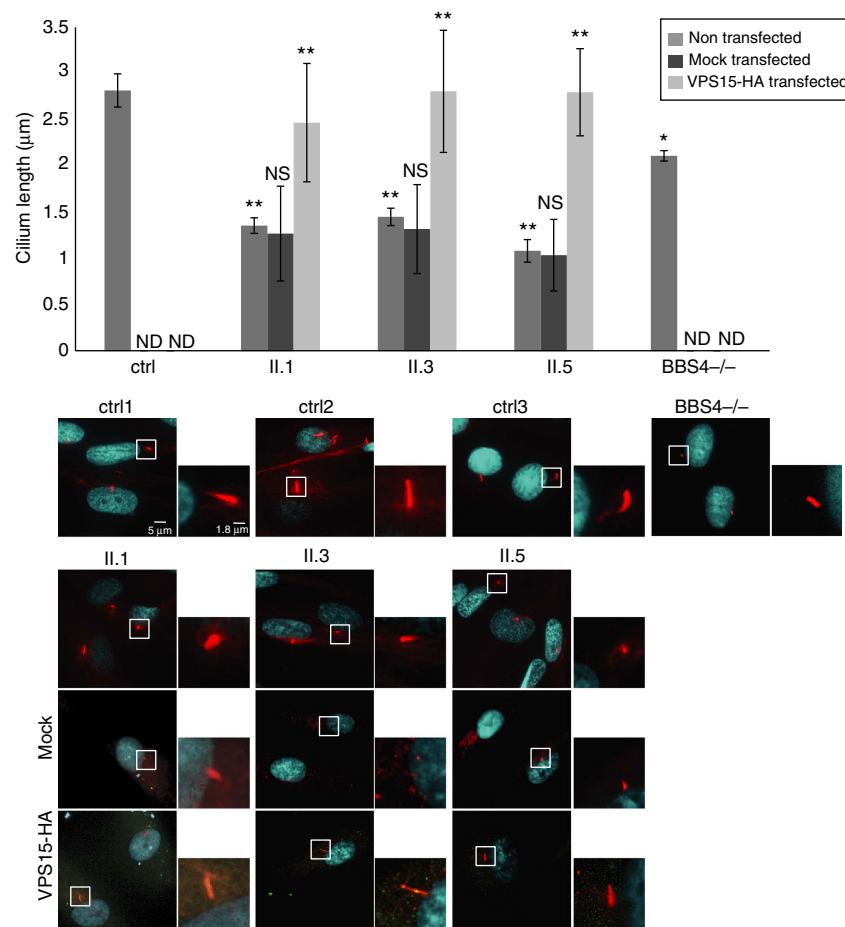 3.5
3
2.5
2
1.5
1
0.5
0
Cilium length (μm)
Non transfected
Mock transfected
VPS15-HA transfected
** ** **
*
NS NS NS
** ** **
ND ND ND ND
ctrl II.1 II.3 II.5 BBS4–/–
ctrl1 ctrl2 ctrl3 BBS4–/–
5 μm 1.8 μm
II.1 II.3 II.5
Mock
VPS15-HA